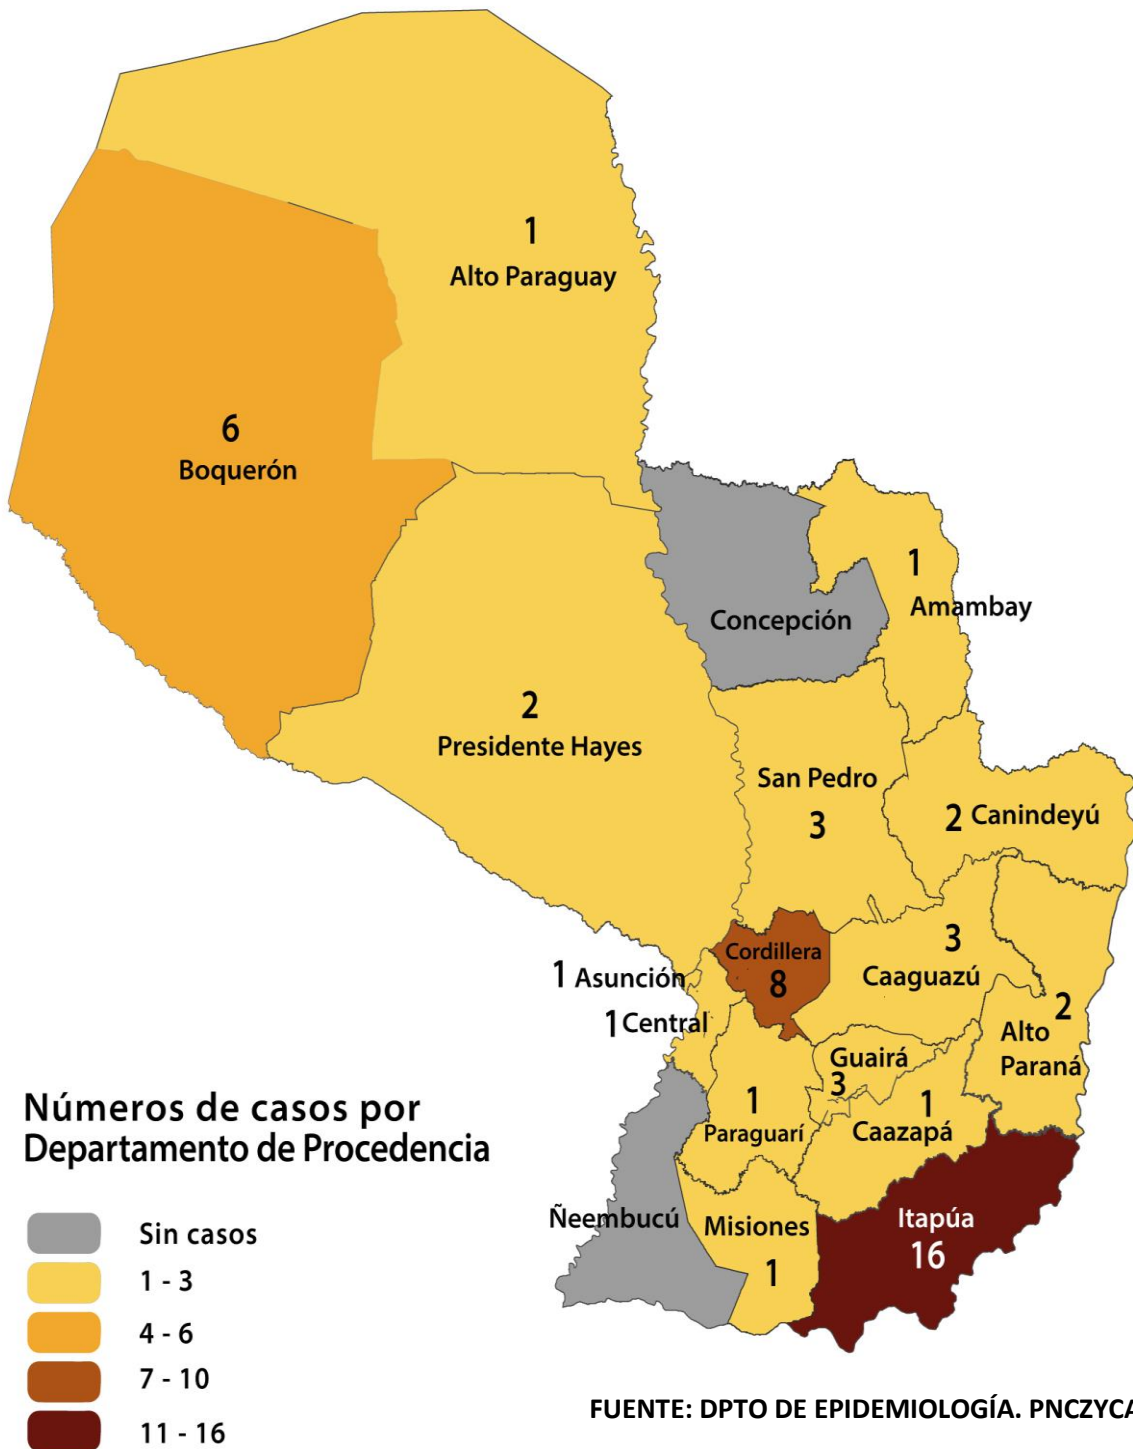 1
Alto Paraguay
6
Boquerón
Concepción
1
Amambay
2
Presidente Hayes
San Pedro
3
2 Canindeyú
Cordillera
8
3
Caaguazú
1 Asunción
1 Central
2
Alto
Paraná
Guairá
3
1
Paraguarí
1
Caazapá
Ñeembucú
Misiones
1
Itapúa
16
Números de casos por
Departamento de Procedencia
Sin casos
1 - 3
4 - 6
7 - 10
11 - 16
FUENTE: DPTO DE EPIDEMIOLOGÍA. PNCZYCA